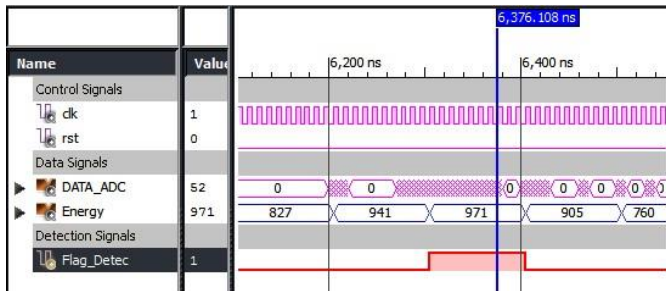 6,376.108 ns
Name Value 6,200 ns 6,400 ns
Control Signals
clk 1
rst 0
Data Signals
DATA_ADC 52 0 0 0 0 0 0
Energy 971 827 941 971 905 760
Detection Signals
Flag_Detec 1